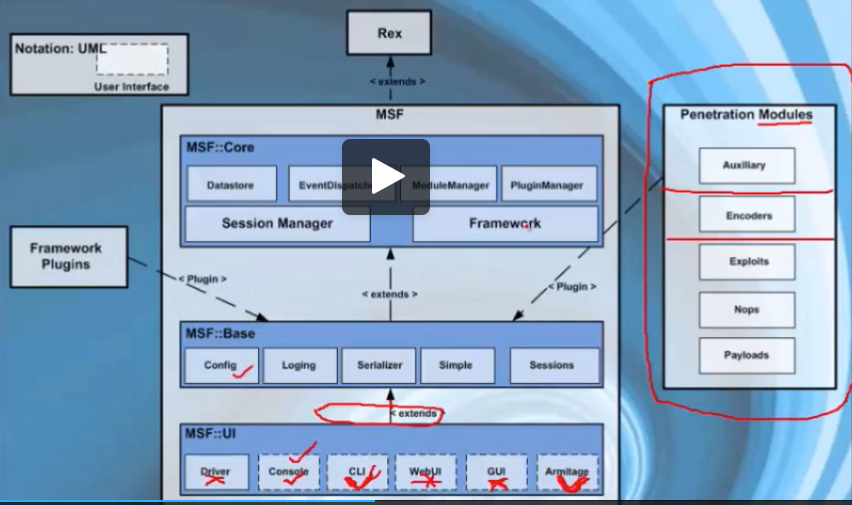 Rex
Notation: UML
User Interface
< extends >
MSF
Penetration Modules
MSF::Core
Datastore
EventDispatche
ModuleManager
PluginManager
Auxiliary
Session Manager
Framework
Encoders
Framework
Plugins
Exploits
< Plugin >
< extends >
< Plugin >
Nops
MSF::Base
Config
Loging
Serializer
Simple
Sessions
Payloads
< extends
MSF::UI
Driver
Console
CLI
WebUI
GUI
Armitage